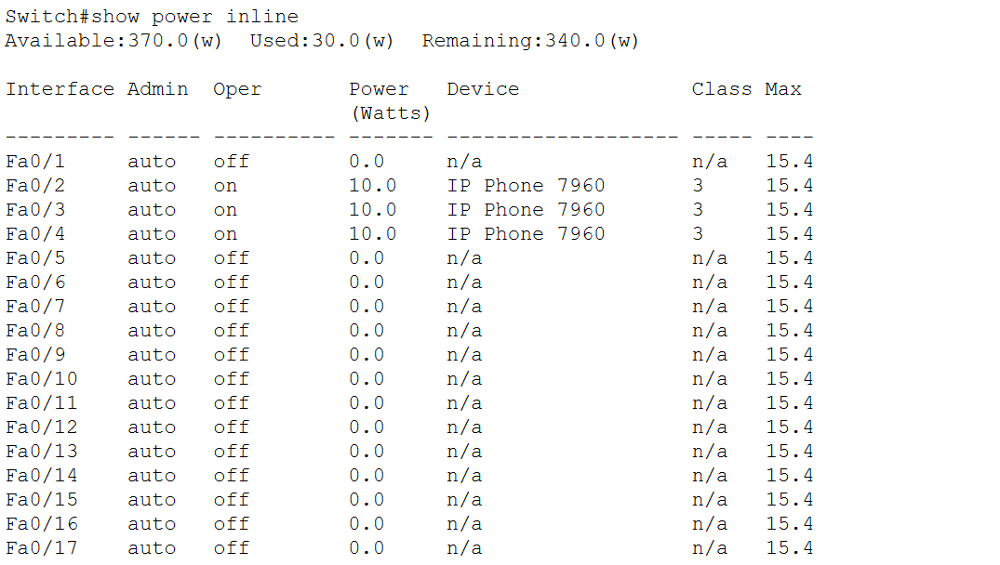 Switch#show power inline
Available:370.0(w)  Used:30.0(w)  Remaining:340.0(w)

Interface Admin  Oper       Power   Device              Class Max
                            (Watts)
--------- ------ ---------- ------- ------------------- ----- ----
Fa0/1     auto   off        0.0     n/a                 n/a   15.4
Fa0/2     auto   on         10.0    IP Phone 7960       3     15.4
Fa0/3     auto   on         10.0    IP Phone 7960       3     15.4
Fa0/4     auto   on         10.0    IP Phone 7960       3     15.4
Fa0/5     auto   off        0.0     n/a                 n/a   15.4
Fa0/6     auto   off        0.0     n/a                 n/a   15.4
Fa0/7     auto   off        0.0     n/a                 n/a   15.4
Fa0/8     auto   off        0.0     n/a                 n/a   15.4
Fa0/9     auto   off        0.0     n/a                 n/a   15.4
Fa0/10    auto   off        0.0     n/a                 n/a   15.4
Fa0/11    auto   off        0.0     n/a                 n/a   15.4
Fa0/12    auto   off        0.0     n/a                 n/a   15.4
Fa0/13    auto   off        0.0     n/a                 n/a   15.4
Fa0/14    auto   off        0.0     n/a                 n/a   15.4
Fa0/15    auto   off        0.0     n/a                 n/a   15.4
Fa0/16    auto   off        0.0     n/a                 n/a   15.4
Fa0/17    auto   off        0.0     n/a                 n/a   15.4